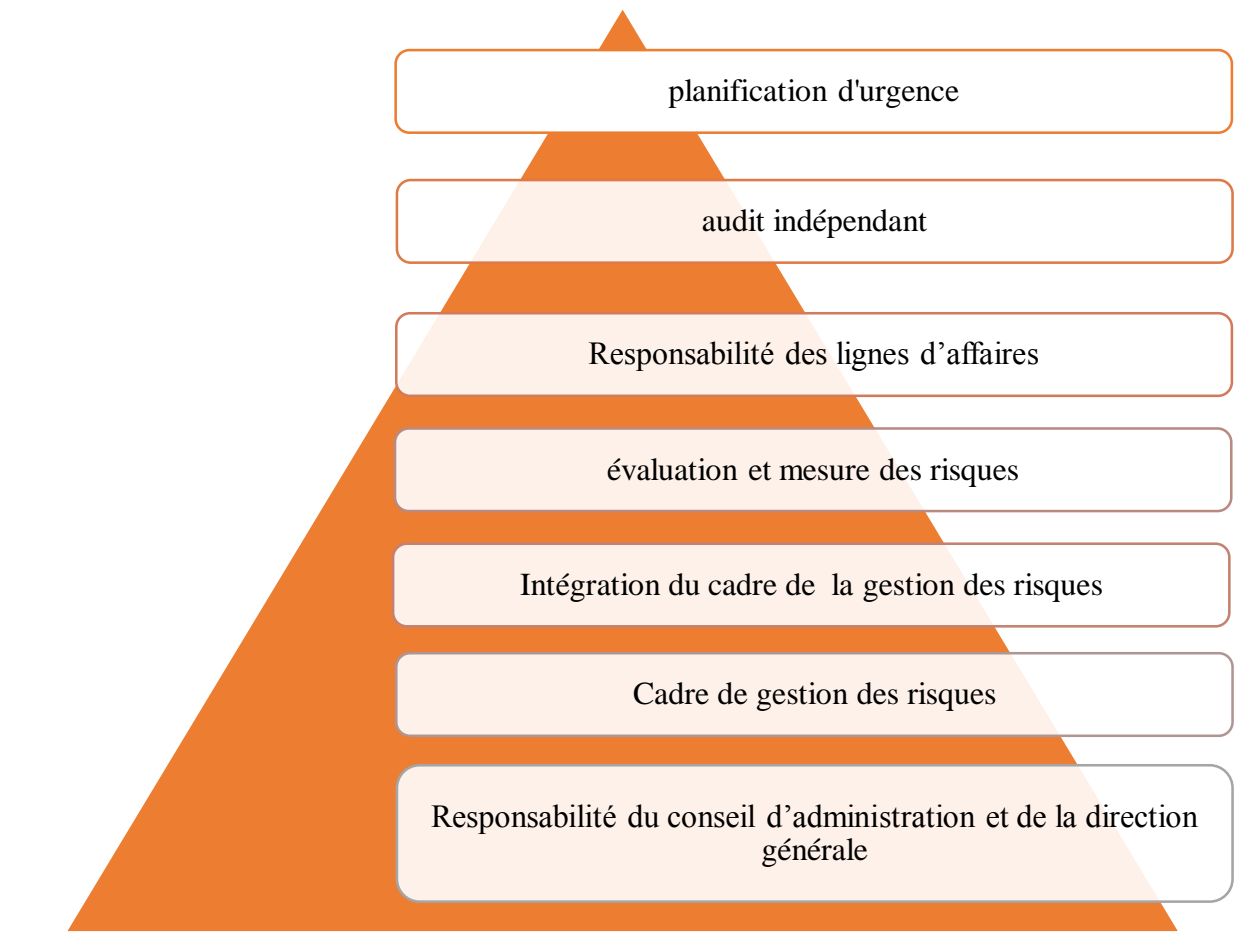 planification d'urgence
audit indépendant
Responsabilité des lignes d’affaires
évaluation et mesure des risques
Intégration du cadre de la gestion des risques
Cadre de gestion des risques
Responsabilité du conseil d’administration et de la direction
générale